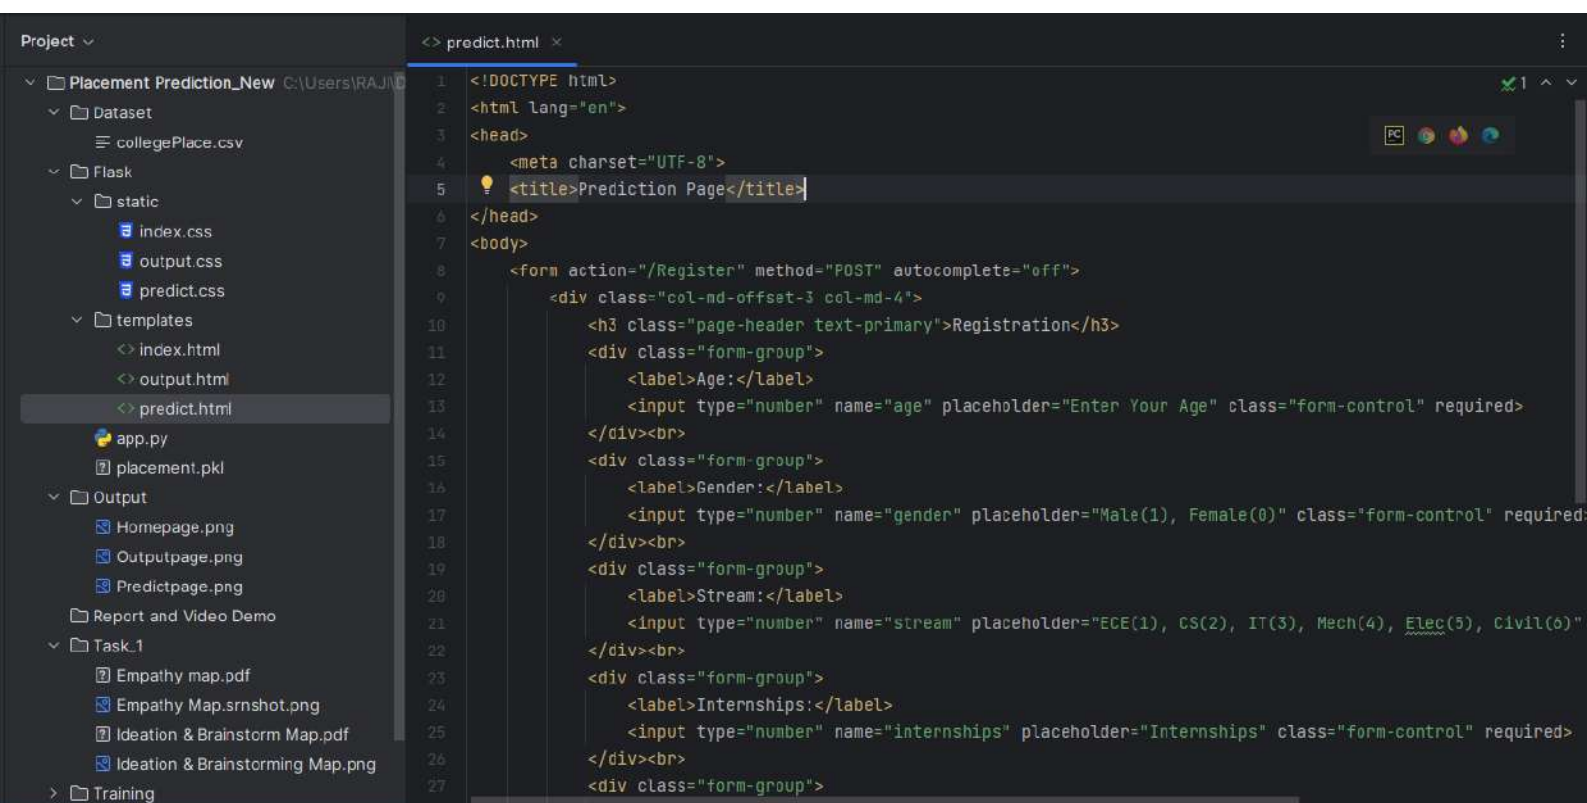 Project
Placement Prediction_New C:\Users\RAJI\D
Dataset
collegePlace.csv
Flask
static
index.css
output.css
predict.css
templates
index.html
output.html
predict.html
app.py
placement.pkl
Output
Homepage.png
Outputpage.png
Predictpage.png
Report and Video Demo
Task_1
Empathy map.pdf
Empathy Map.srnshot.png
Ideation & Brainstorm Map.pdf
Ideation & Brainstorming Map.png
Training
<> predict.html ×
1
1 <!DOCTYPE html>
2 <html lang="en">
3 <head>
PC
4 <meta charset="UTF-8">
5 <title>Prediction Page</title>
6 </head>
7 <body>
8 <form action="/Register" method="POST" autocomplete="off">
9 <div class="col-md-offset-3 col-md-4">
10 <h3 class="page-header text-primary">Registration</h3>
11 <div class="form-group">
12 <label>Age:</label>
13 <input type="number" name="age" placeholder="Enter Your Age" class="form-control" required>
14 </div><br>
15 <div class="form-group">
16 <label>Gender:</label>
17 <input type="number" name="gender" placeholder="Male(1), Female(0)" class="form-control" required>
18 </div><br>
19 <div class="form-group">
20 <label>Stream:</label>
21 <input type="number" name="stream" placeholder="ECE(1), CS(2), IT(3), Mech(4), Elec(5), Civil(6)"
22 </div><br>
23 <div class="form-group">
24 <label>Internships:</label>
25 <input type="number" name="internships" placeholder="Internships" class="form-control" required>
26 </div><br>
27 <div class="form-group">